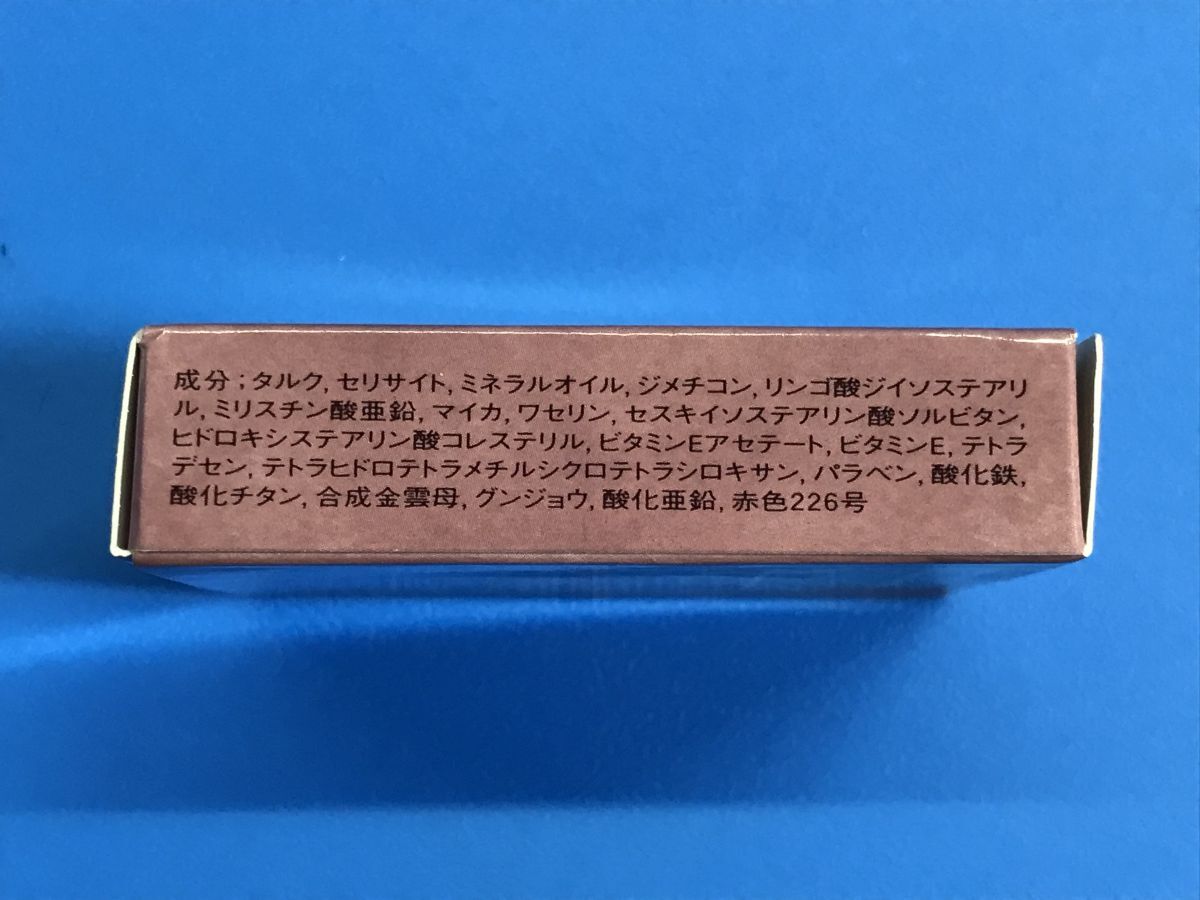 成分;タルク,セリサイト,ミネラルオイル,ジメチコン,リンゴ酸ジイソステアリ
ル,ミリスチン酸亜鉛,マイカ,ワセリン,セスキイソステアリン酸ソルビタン,
ヒドロキシステアリン酸コレステリル,ビタミンEアセテート,ビタミンE,テトラ
デセン,テトラヒドロテトラメチルシクロテトラシロキサン,パラベン,酸化鉄,
酸化チタン,合成金雲母,グンジョウ,酸化亜鉛,赤色226号